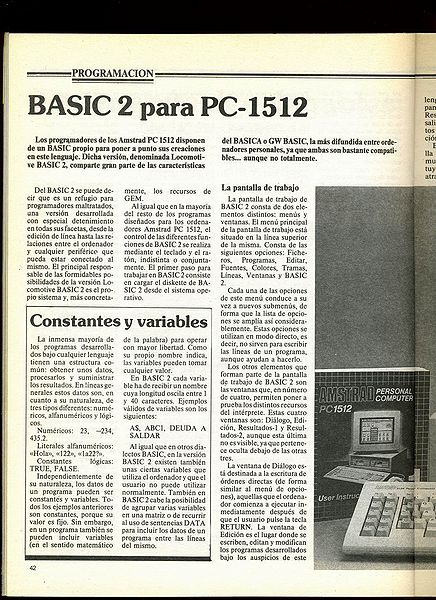 PROGRAMACION
BASIC 2 para PC-1512
Los programadores de los Amstrad PC 1512 disponen
de un BASIC propio para poner a punto sus creaciones
en este lenguaje. Dicha versión, denominada Locomoti-
ve BASIC 2, comparte gran parte de las características
del BASICA o GW BASIC, la más difundida entre orde-
nadores personales, ya que ambas son bastante compati-
bles... aunque no totalmente.
Del BASIC 2 se puede de-
cir que es un refugio para
programadores maltratados,
una versión desarrollada
con especial detenimiento
en todas sus facetas, desde la
edición de línea hasta las re-
laciones entre el ordenador
y cualquier periférico que
pueda estar conectado al
mismo. El principal respon-
sable de las formidables po-
sibilidades de la versión Lo-
comotive BASIC 2 es el pro-
pio sistema y, más concreta-
mente, los recursos de
GEM.
Al igual que en la mayoría
del resto de los programas
diseñados para los ordena-
dores Amstrad PC 1512, el
control de las diferentes fun-
ciones de BASIC 2 se realiza
mediante el teclado y el ra-
tón, indistinta o conjunta-
mente. El primer paso para
trabajar en BASIC 2 consiste
en cargar el diskette de BA-
SIC 2 desde el sistema ope-
rativo.
Constantes y variables
La inmensa mayoría de
los programas desarrolla-
dos bajo cualquier lenguaje
tienen una estructura co-
mún: obtener unos datos,
procesarlos y suministrar
los resultados. En líneas ge-
nerales estos datos son, en
cuanto a su naturaleza, de
tres tipos diferentes: numéri-
cos, alfanuméricos y lógi-
cos.
Numéricos: 23, -234,
435.2.
Literales alfanuméricos:
«Hola», «122», «1a22?».
Constantes lógicas:
TRUE, FALSE.
Independientemente de
su naturaleza, los datos de
un programa pueden ser
constantes y variables. To-
dos los ejemplos anteriores
son constantes, porque su
valor es fijo. Sin embargo,
en un programa también se
pueden incluir variables
(en el sentido matemático
de la palabra) para operar
con mayor libertad. Como
su propio nombre indica,
las variables pueden tomar
cualquier valor.
En BASIC 2 cada varia-
ble ha de recibir un nombre
cuya longitud oscila entre 1
y 40 caracteres. Ejemplos
válidos de variables son los
siguientes:
AS, ABC1, DEUDA A
SALDAR
Al igual que en otros dia-
lectos BASIC, en la versión
BASIC 2 existen también
unas ciertas variables que
utiliza el ordenador y que el
usuario no puede utilizar
normalmente. También en
BASIC 2 cabe la posibilidad
de agrupar varias variables
en una matriz o de recurrir
al uso de sentencias DATA
para incluir los datos de un
programa entre las líneas
del mismo.
La pantalla de trabajo
La pantalla de trabajo de
BASIC 2 consta de dos ele-
mentos distintos: menús y
ventanas. El menú principal
de la pantalla de trabajo está
situado en la línea superior
de la misma. Consta de las
siguientes opciones: Fiche-
ros, Programas, Editar,
Fuentes, Colores, Tramas,
Líneas, Ventanas y BASIC
2.
Cada una de las opciones
de este menú conduce a su
vez a nuevos submenús, de
forma que la lista de opcio-
nes se amplía así conside-
rablemente. Estas opciones se
utilizan en modo directo, es
decir, no sirven para escribir
las líneas de un programa,
aunque ayudan a hacerlo.
Los otros elementos que
forman parte de la pantalla
de trabajo de BASIC 2 son
las ventanas que, en número
de cuatro, permiten poner a
prueba los distintos recursos
del intérprete. Estas cuatro
ventanas son: Diálogo, Edi-
ción, Resultados-1 y Resul-
tados-2, aunque esta última
no es visible, ya que pertene-
ce oculta debajo de las otras
tres.
La ventana de Diálogo es-
tá destinada a la escritura de
órdenes directas (de forma
similar al menú de opcio-
nes), aquellas que el ordena-
dor comienza a ejecutar in-
mediatamente después de
que el usuario pulse la tecla
RETURN. La ventana de
Edición es el lugar donde se
escriben, editan y modifican
los programas desarrollados
bajo los auspicios de este
AMSTRAD PERSONAL
COMPUTER
PC1512
User Instruc
42